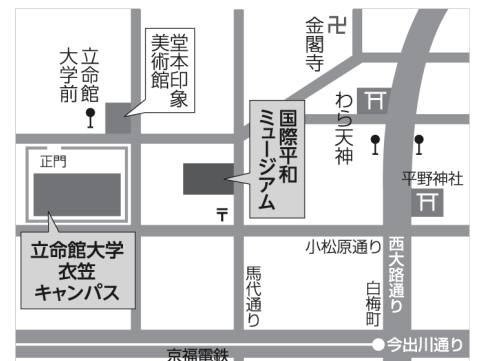 立命館
大学前
堂本印象
美術館
金閣寺
卍
わら天神
正門
国際平和
ミュージアム
平野神社
〒
立命館大学
衣笠
キャンパス
小松原通り
西大路通り
馬代通り
白梅町
今出川通り
京福電鉄